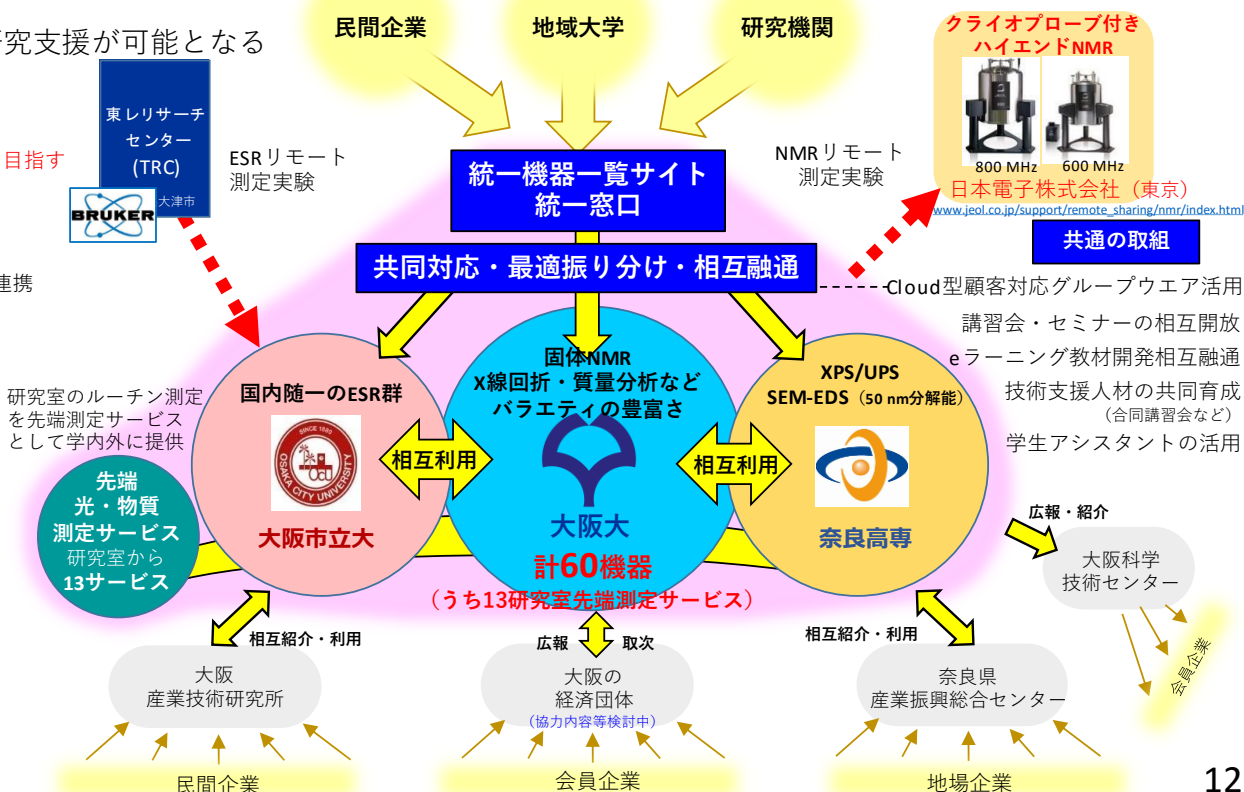 民間企業
地域大学
研究機関
究支援が可能となる
クライオプローブ付き
ハイエンドNMR
800 MHz
600 MHz
日本電子株式会社（東京）
www.jeol.co.jp/support/remote_sharing/nmr/index.html
東レリサーチ
センター
(TRC)
大津市
BRUKER
目指す
ESRリモート
測定実験
NMRリモート
測定実験
統一機器一覧サイト
統一窓口
共同対応・最適振り分け・相互融通
連携
共通の取組
Cloud型顧客対応グループウエア活用
講習会・セミナーの相互開放
eラーニング教材開発相互融通
技術支援人材の共同育成
（合同講習会など）
学生アシスタントの活用
研究室のルーチン測定
を先端測定サービス
として学内外に提供
先端
光・物質
測定サービス
研究室から
13サービス
国内随一のESR群
SINCE 1880
OSAKA CITY UNIVERSITY
大阪市立大
相互利用
固体NMR
X線回折・質量分析など
バラエティの豊富さ
大阪大
計60機器
（うち13研究室先端測定サービス）
相互利用
XPS/UPS
SEM-EDS（50 nm分解能）
奈良高専
広報・紹介
大阪科学
技術センター
会員企業
相互紹介・利用
大阪
産業技術研究所
民間企業
広報
取次
大阪の
経済団体
（協力内容等検討中）
会員企業
相互紹介・利用
奈良県
産業振興総合センター
地場企業
12